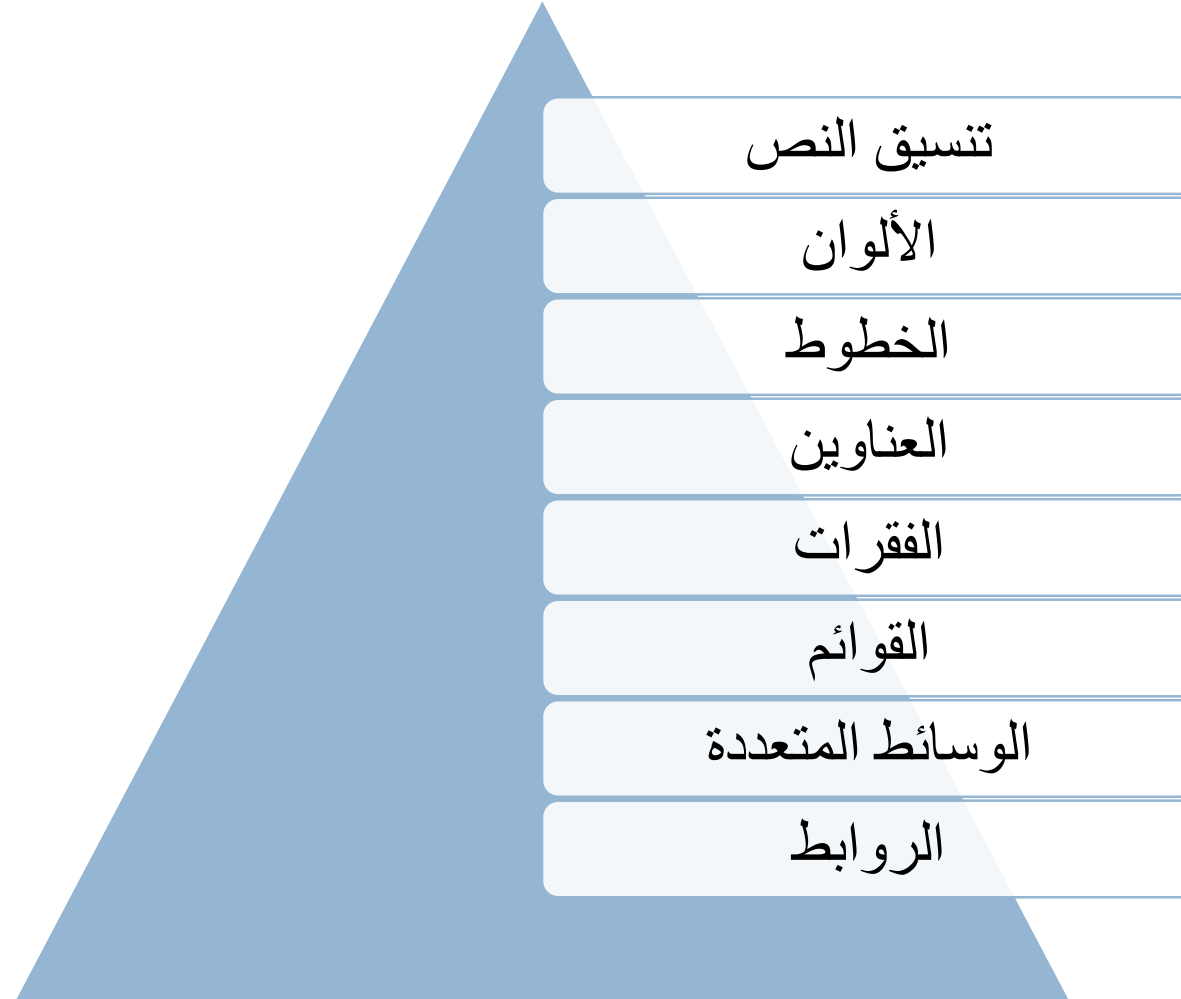 تنسيق النص
الألوان
الخطوط
العناوين
الفقرات
القوائم
الوسائط المتعددة
الروابط